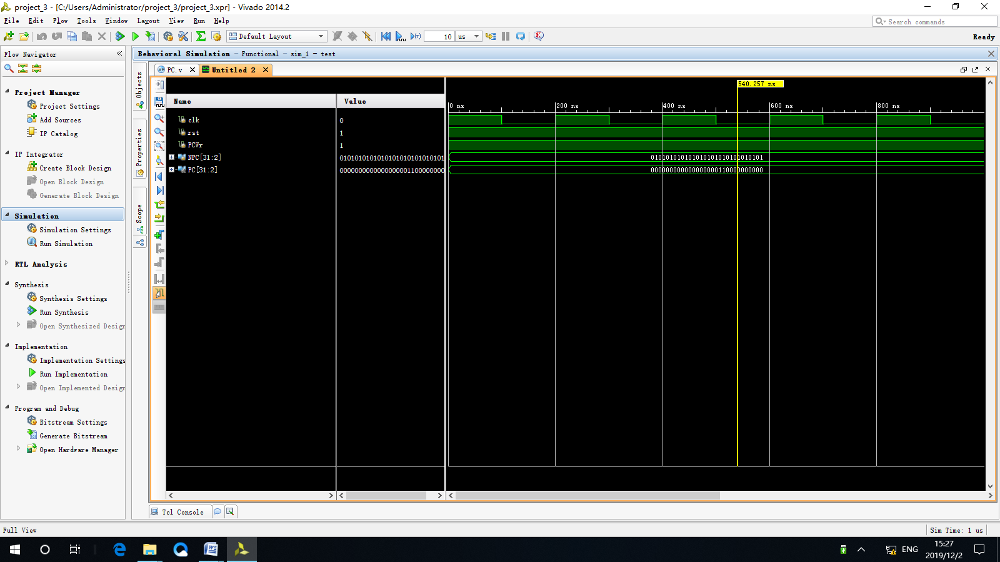 project_3 - [C:/Users/Administrator/project_3/project_3.xpr] - Vivado 2014.2
File Edit Flow Tools Window Layout View Run Help
Search commands
Default Layout
10 us
Ready
Flow Navigator
Project Manager
Project Settings
Add Sources
IP Catalog
IP Integrator
Create Block Design
Open Block Design
Generate Block Design
Simulation
Simulation Settings
Run Simulation
RTL Analysis
Synthesis
Synthesis Settings
Run Synthesis
Open Synthesized Design
Implementation
Implementation Settings
Run Implementation
Open Implemented Design
Program and Debug
Bitstream Settings
Generate Bitstream
Open Hardware Manager
Behavioral Simulation - Functional - sim_1 - test
Objects
Properties
Scope
PC.v
Untitled 2
Name Value
clk 0
rst 1
PCWr 1
NPC[31:2] 0101010101010101010101010101
PC[31:2]
540.257 ns
0 ns 200 ns 400 ns 600 ns 800 ns
010101010101010101010101010101
000000000000000000110000000000
Tcl Console
Full View
Sim Time: 1 us
ENG
15:27
2019/12/2